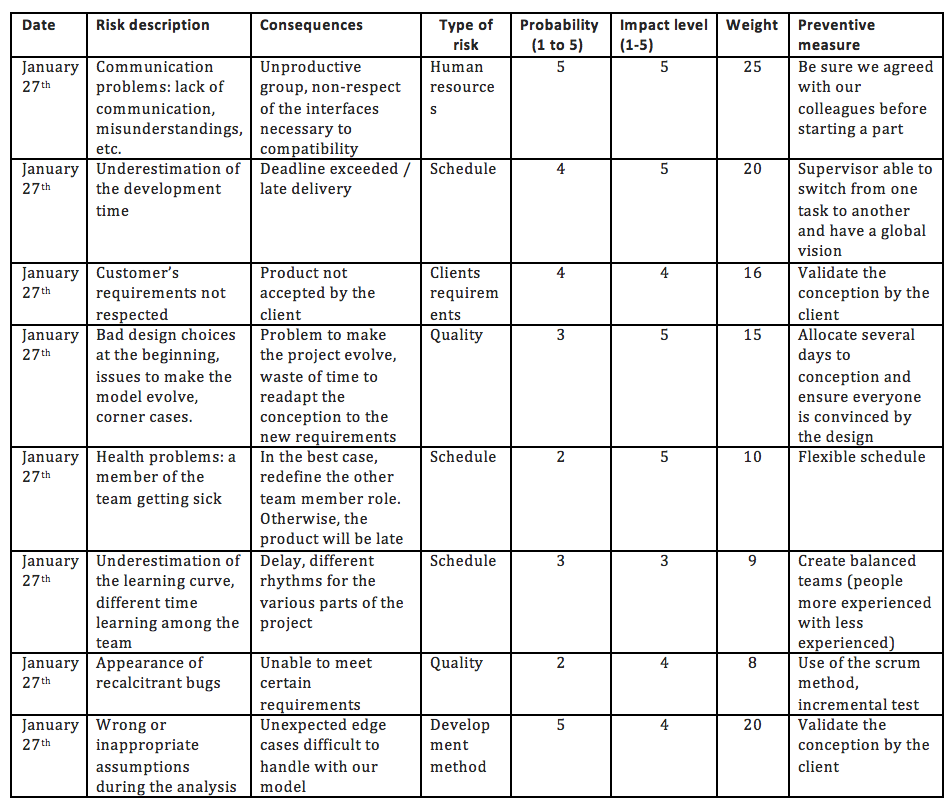 Date Risk description Consequences Type of risk Probability (1 to 5) Impact level (1-5) Weight Preventive measure
January 27th Communication problems: lack of communication, misunderstandings, etc. Unproductive group, non-respect of the interfaces necessary to compatibility Human resources 5 5 25 Be sure we agreed with our colleagues before starting a part
January 27th Underestimation of the development time Deadline exceeded / late delivery Schedule 4 5 20 Supervisor able to switch from one task to another and have a global vision
January 27th Customer’s requirements not respected Product not accepted by the client Clients requirements 4 4 16 Validate the conception by the client
January 27th Bad design choices at the beginning, issues to make the model evolve, corner cases. Problem to make the project evolve, waste of time to readapt the conception to the new requirements Quality 3 5 15 Allocate several days to conception and ensure everyone is convinced by the design
January 27th Health problems: a member of the team getting sick In the best case, redefine the other team member role. Otherwise, the product will be late Schedule 2 5 10 Flexible schedule
January 27th Underestimation of the learning curve, different time learning among the team Delay, different rhythms for the various parts of the project Schedule 3 3 9 Create balanced teams (people more experienced with less experienced)
January 27th Appearance of recalcitrant bugs Unable to meet certain requirements Quality 2 4 8 Use of the scrum method, incremental test
January 27th Wrong or inappropriate assumptions during the analysis Unexpected edge cases difficult to handle with our model Development method 5 4 20 Validate the conception by the client